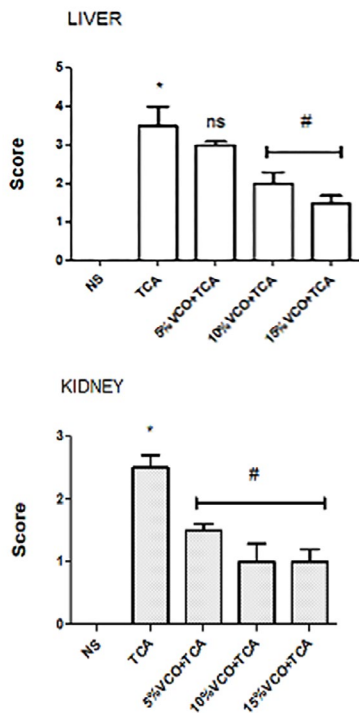 LIVER
5
4
3
2
1
0
Score
*
ns
#
NS
TCA
5%VCO+TCA
10%VCO+TCA
15%VCO+TCA
KIDNEY
3
2
1
0
Score
*
#
NS
TCA
5%VCO+TCA
10%VCO+TCA
15%VCO+TCA